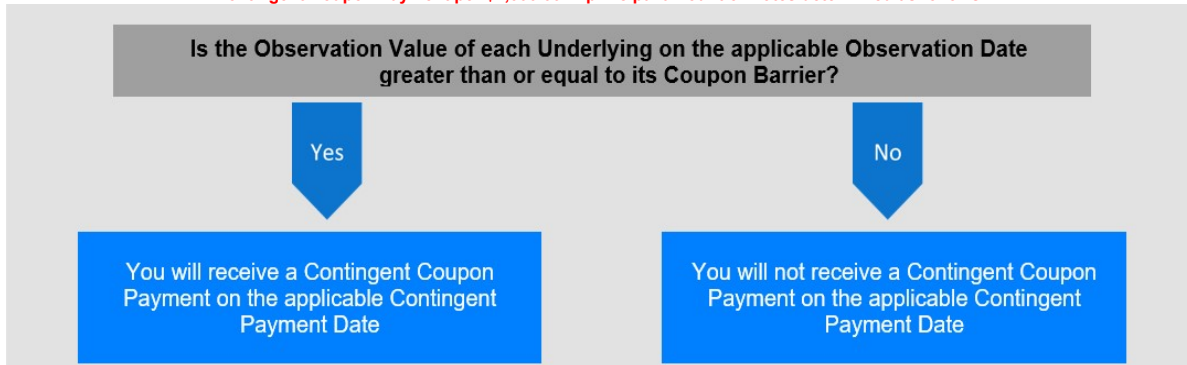 Is the Observation Value of each Underlying on the applicable Observation Date
greater than or equal to its Coupon Barrier?
Yes
No
You will receive a Contingent Coupon
Payment on the applicable Contingent
Payment Date
You will not receive a Contingent Coupon
Payment on the applicable Contingent
Payment Date